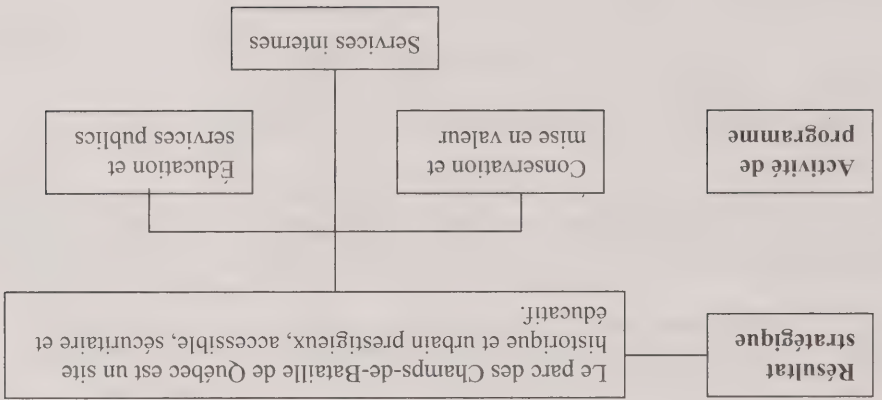 Résultat
stratégique
Le parc des Champs-de-Bataille de Québec est un site
historique et urbain prestigieux, accessible, sécuritaire et
éducatif.
Activité de
programme
Conservation et
mise en valeur
Éducation et
services publics
Services internes